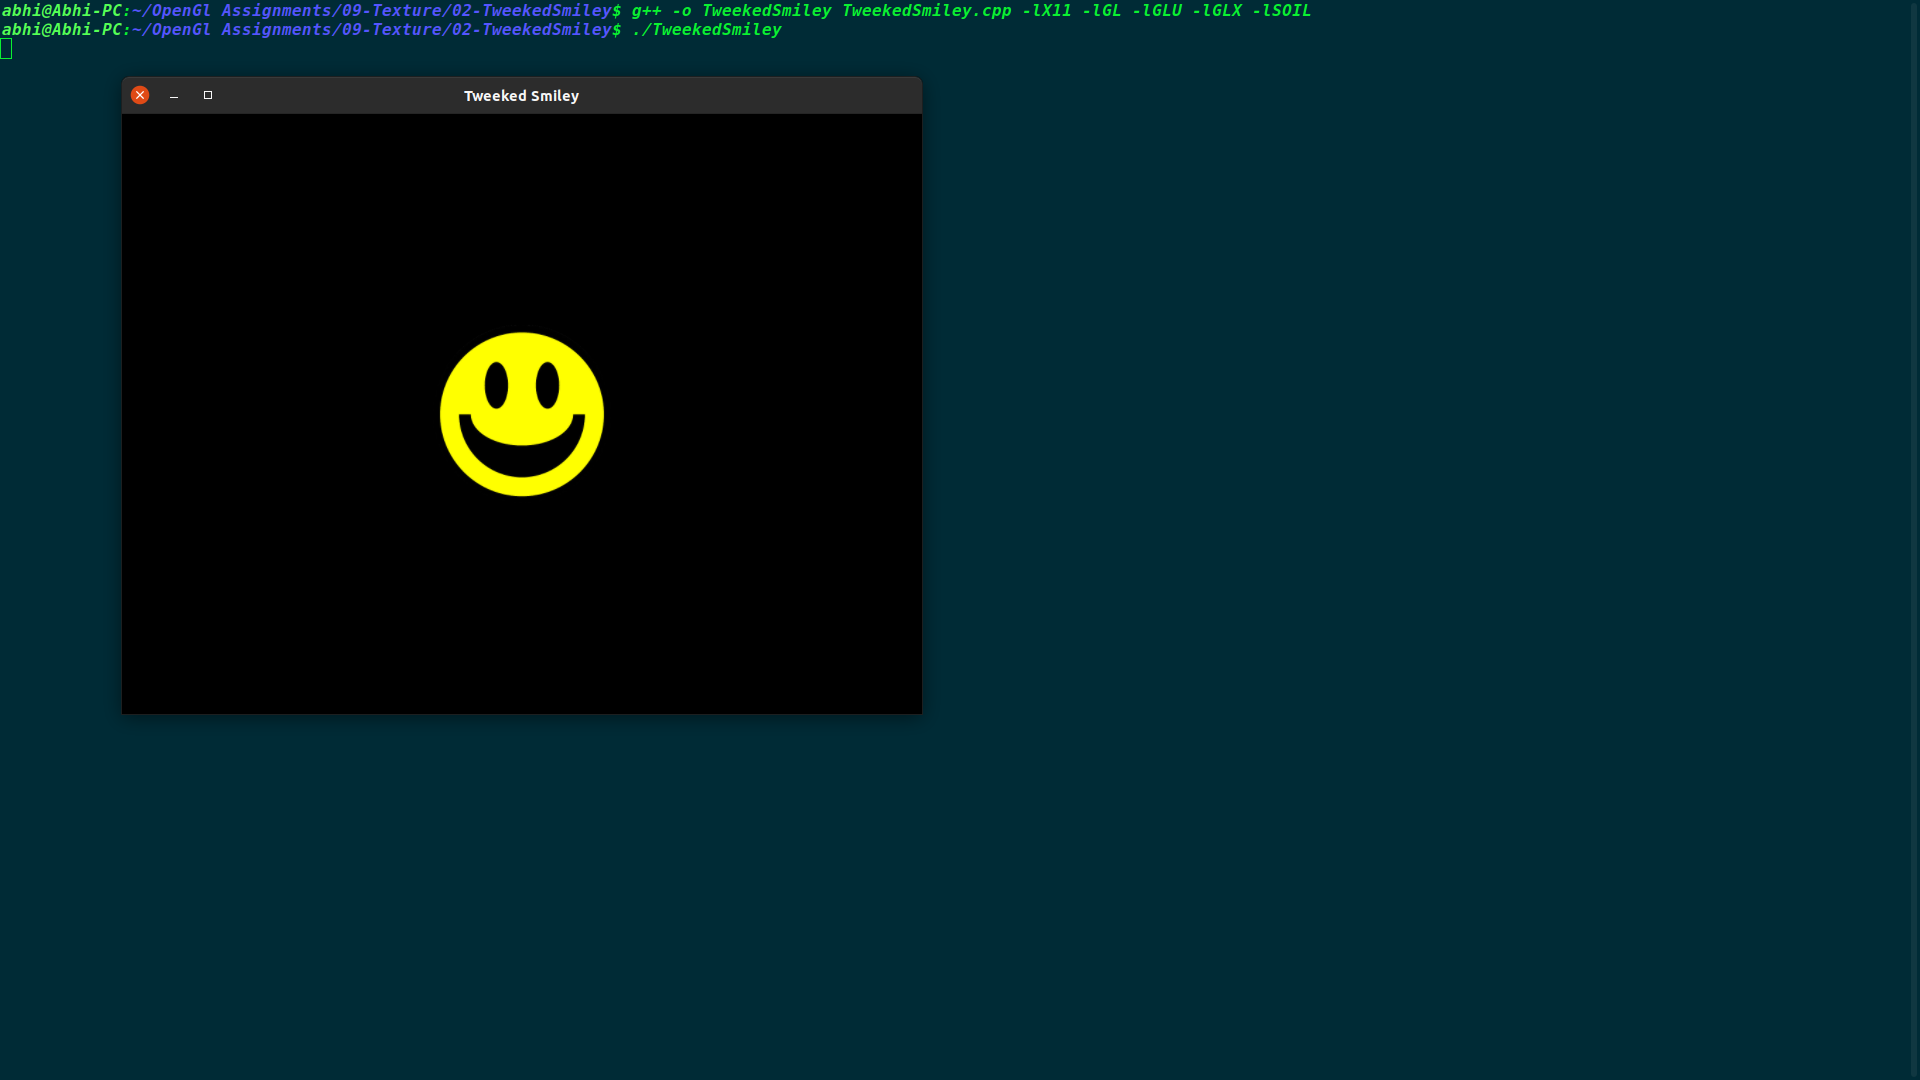 abhi@Abhi-PC:~/OpenGl Assignments/09-Texture/02-TweekedSmiley$ g++ -o TweekedSmiley TweekedSmiley.cpp -lX11 -lGL -lGLU -lGLX -lSOIL
abhi@Abhi-PC:~/OpenGl Assignments/09-Texture/02-TweekedSmiley$ ./TweekedSmiley
Tweeked Smiley